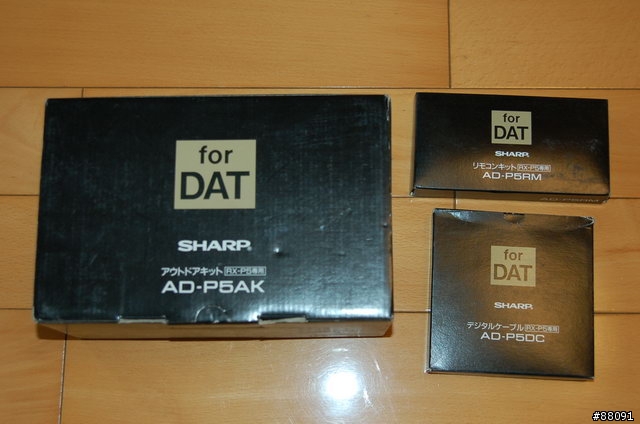 for
DAT
SHARP
アウトドアキット RX-P5専用
AD-P5AK
for
DAT
SHARP
リモコンキット RX-P5専用
AD-P5RM
AD-P5RM
for
DAT
SHARP
デジタルケーブル RX-P5専用
AD-P5DC
#88091